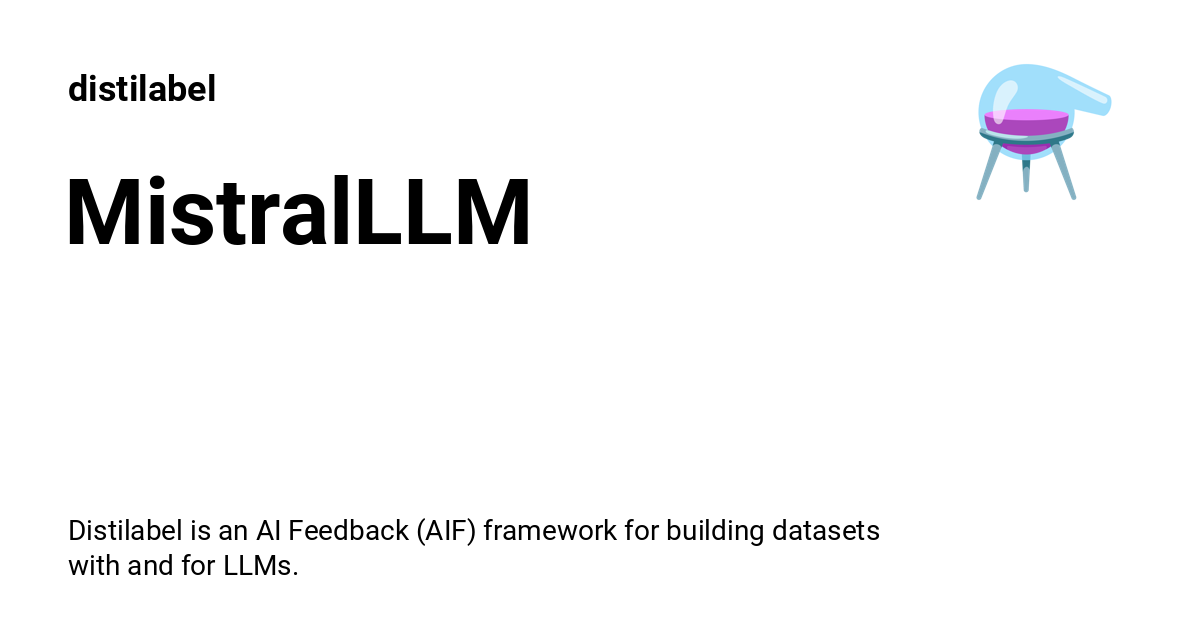 distilabel
MistralLLM
Distilabel is an AI Feedback (AIF) framework for building datasets
with and for LLMs.